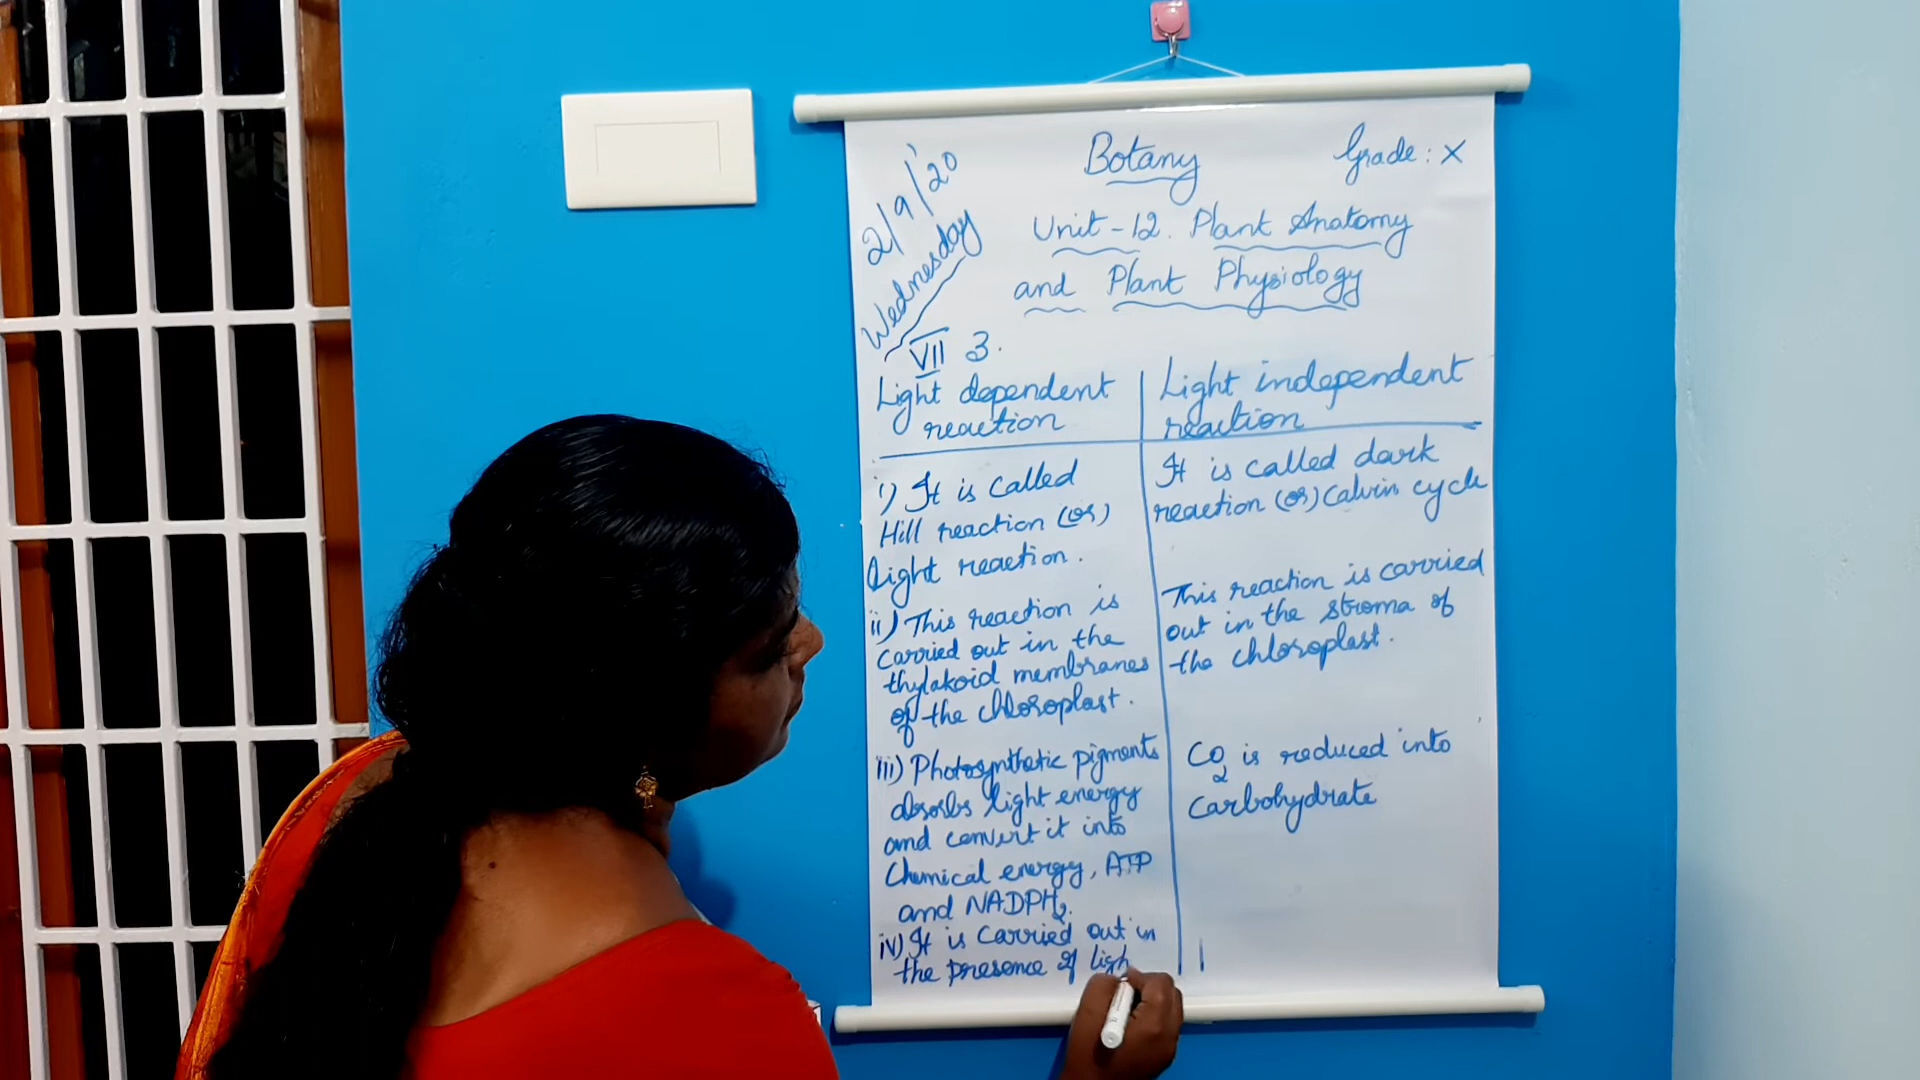 2/9/'20
Wednesday
Botany
Grade: X
Unit-12. Plant Anatomy
and Plant Physiology
VII 3.
Light dependent
reaction
Light independent
reaction
i) It is called
Hill reaction (or)
Light reaction.
It is called dark
reaction (or) Calvin cycle
ii) This reaction is
carried out in the
thylakoid membranes
of the chloroplast.
This reaction is carried
out in the stroma of
the chloroplast.
iii) Photosynthetic pigments
absorbs light energy
and convert it into
Chemical energy, ATP
and NADPH2.
CO2 is reduced into
Carbohydrate
iv) It is carried out in
the presence of ligh